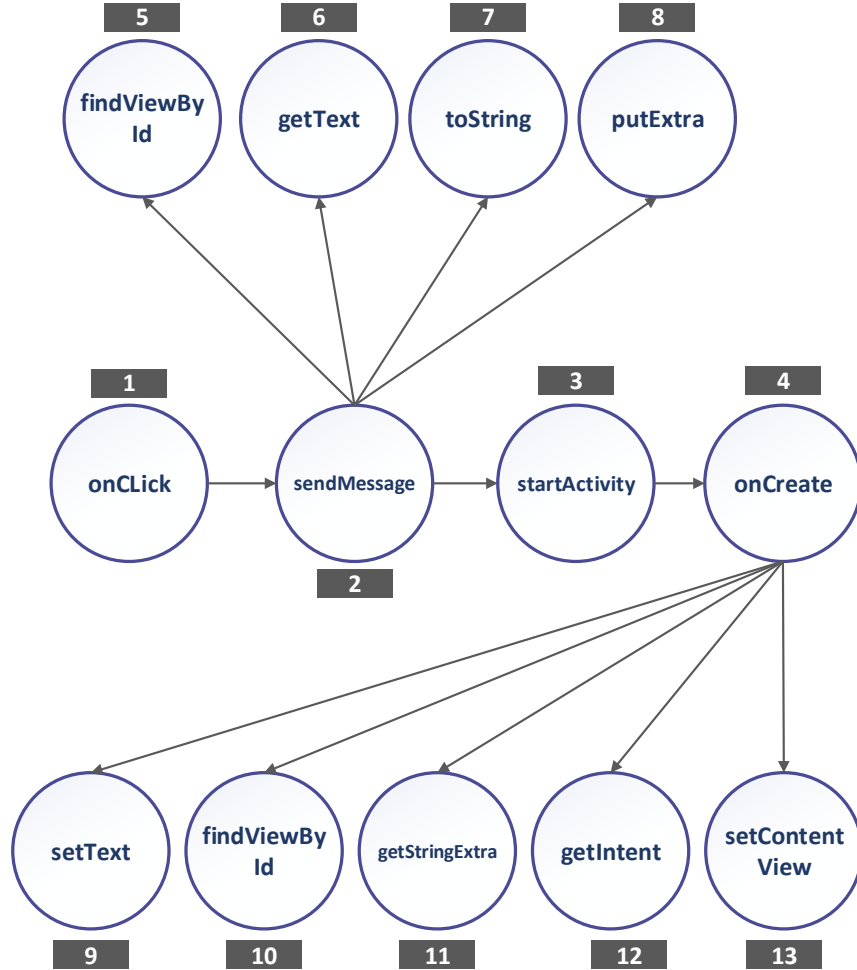 5
6
7
8
findViewBy
Id
getText
toString
putExtra
1
3
4
onCLick
sendMessage
startActivity
onCreate
2
setText
findViewBy
Id
getStringExtra
getIntent
setContent
View
9
10
11
12
13